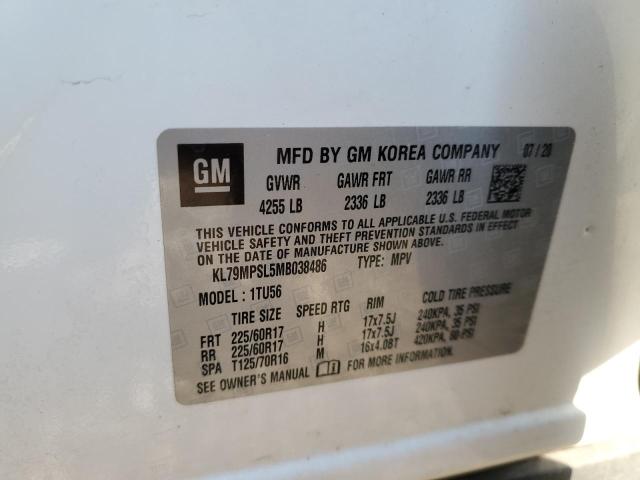 GM
MFD BY GM KOREA COMPANY 07 / 20
GVWR GAWR FRT GAWR RR
4255 LB 2336 LB 2336 LB
THIS VEHICLE CONFORMS TO ALL APPLICABLE U.S. FEDERAL MOTOR
VEHICLE SAFETY AND THEFT PREVENTION STANDARDS IN EFFECT
ON THE DATE OF MANUFACTURE SHOWN ABOVE.
KL79MPSL5MB038486 TYPE: MPV
MODEL : 1TU56
TIRE SIZE SPEED RTG RIM COLD TIRE PRESSURE
FRT 225/60R17 H 17x7.5J 240KPA, 35 PSI
RR 225/60R17 H 17x7.5J 240KPA, 35 PSI
SPA T125/70R16 M 16x4.0BT 420KPA, 60 PSI
SEE OWNER'S MANUAL FOR MORE INFORMATION.